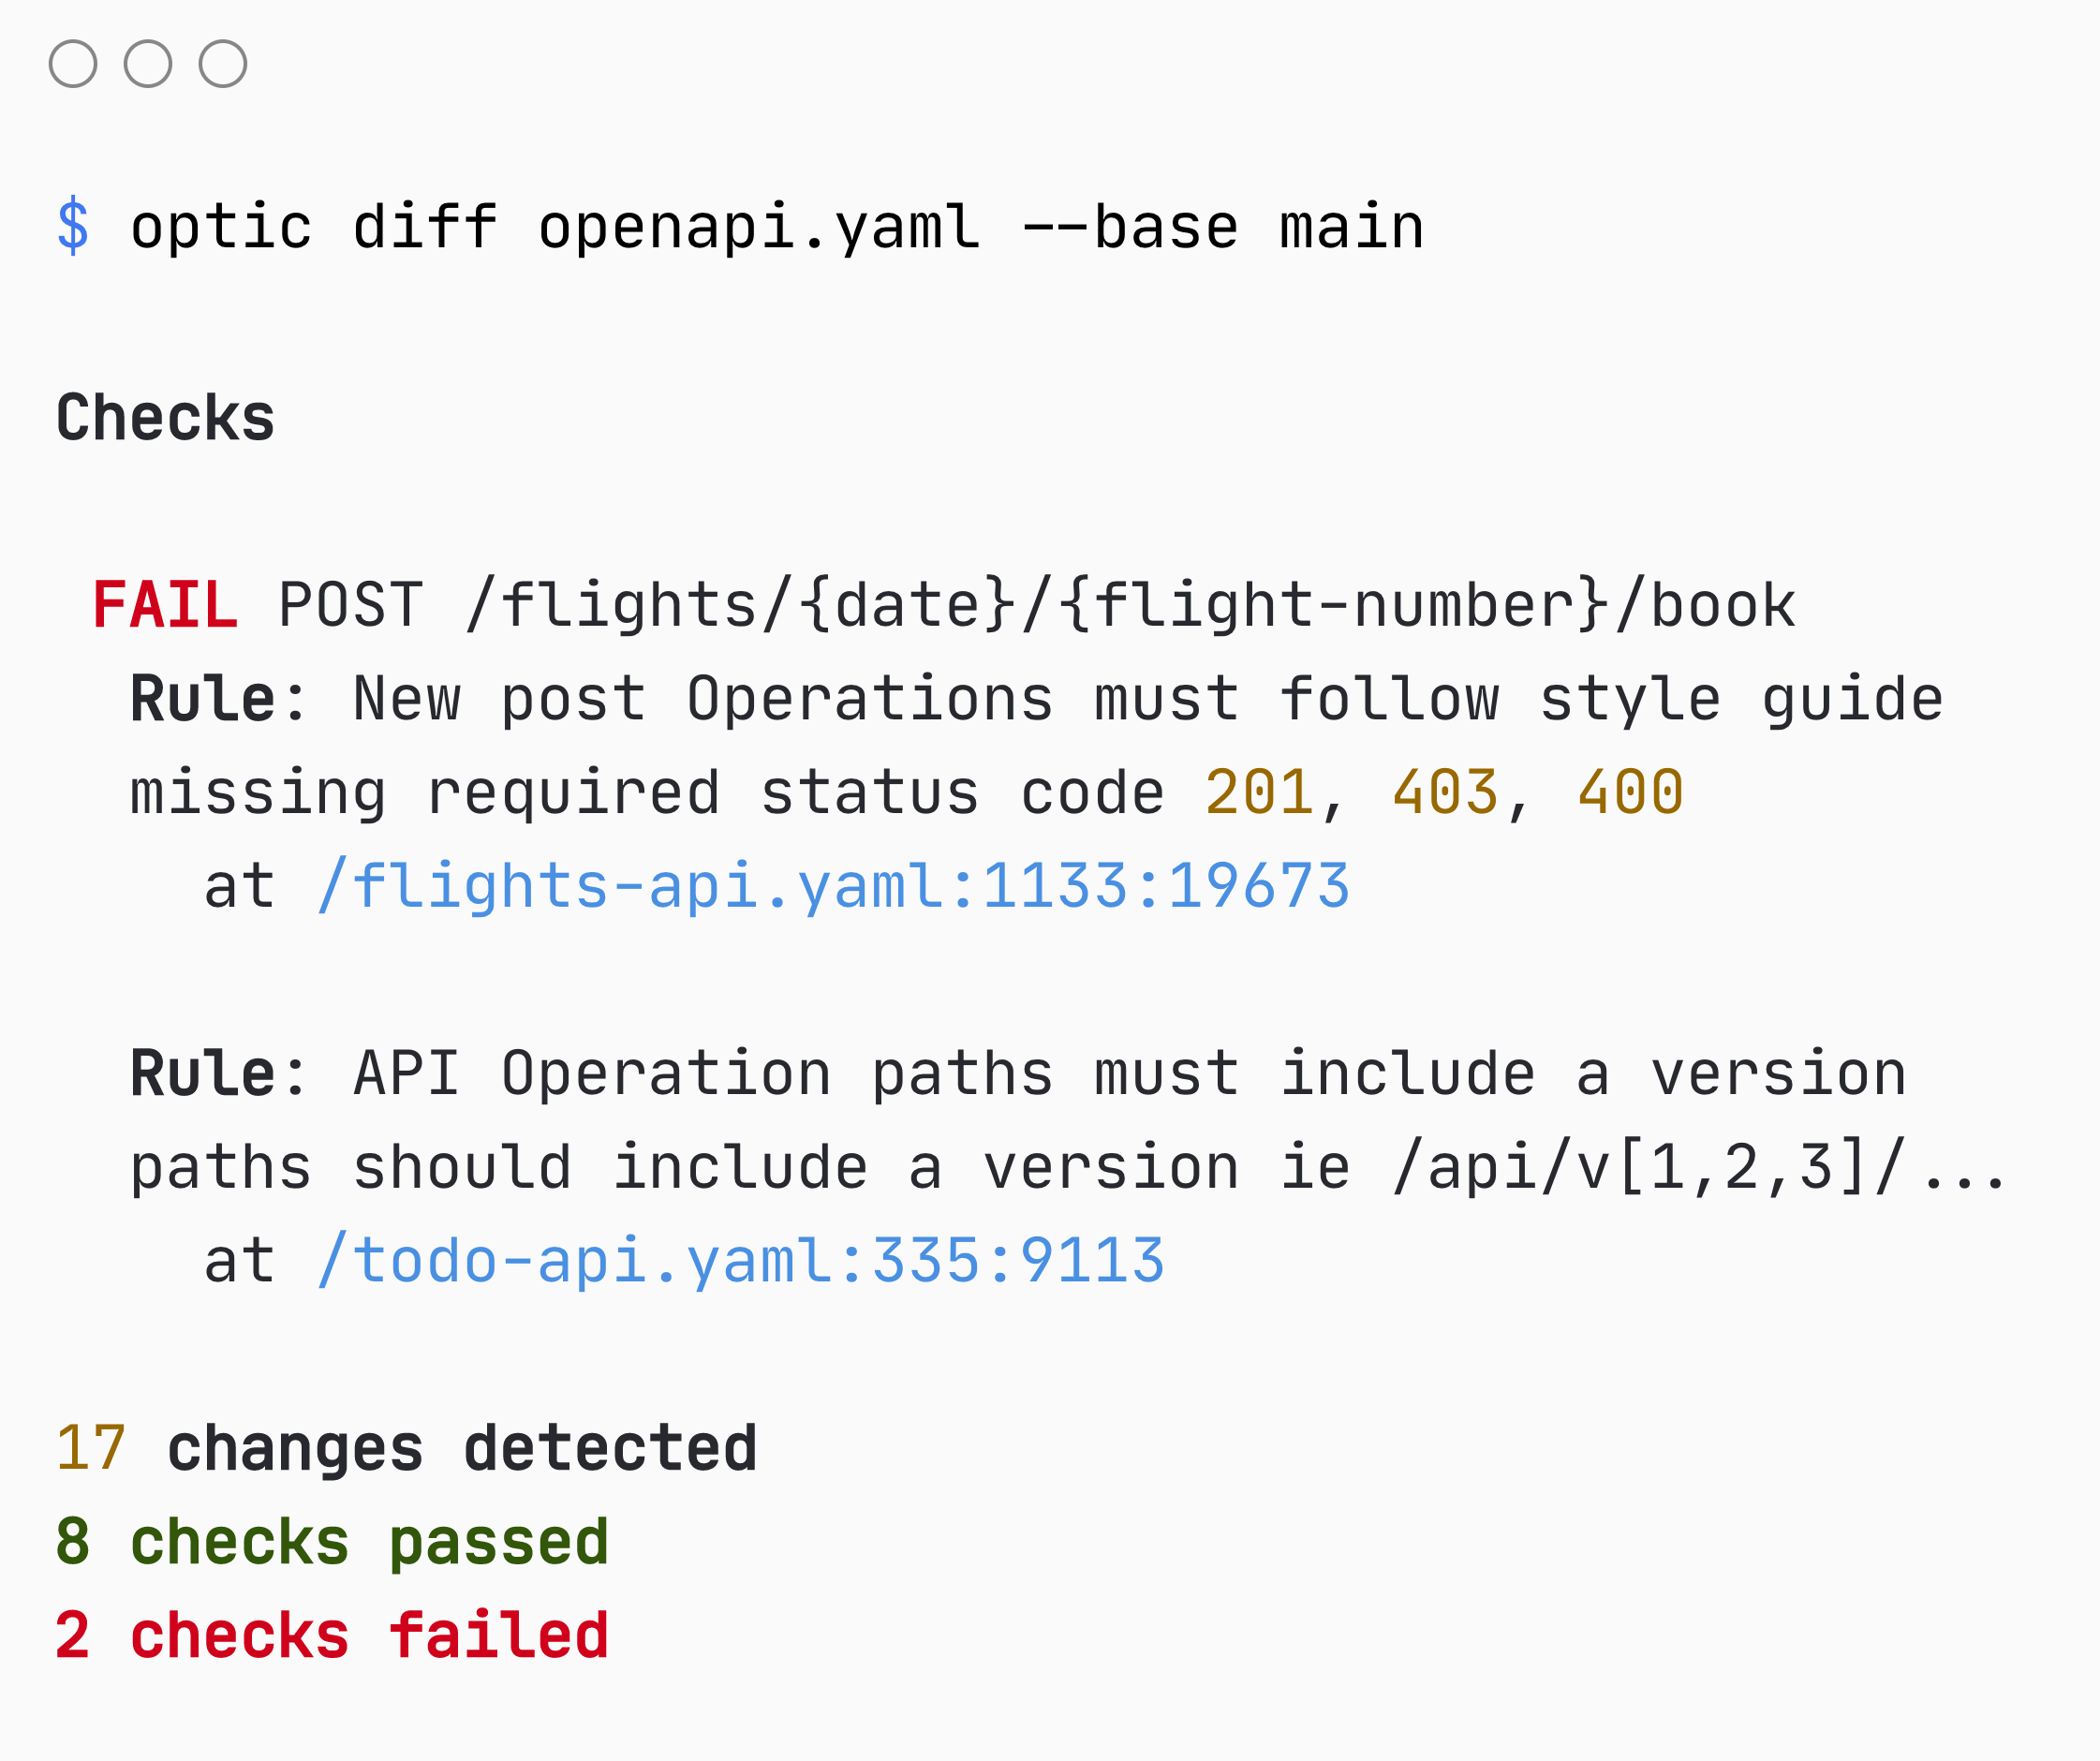 $ optic diff openapi.yaml --base main
Checks
FAIL POST /flights/{date}/{flight-number}/book
Rule: New post Operations must follow style guide
missing required status code 201, 403, 400
at /flights-api.yaml:1133:19673
Rule: API Operation paths must include a version
paths should include a version ie /api/v[1,2,3]/...
at /todo-api.yaml:335:9113
17 changes detected
8 checks passed
2 checks failed